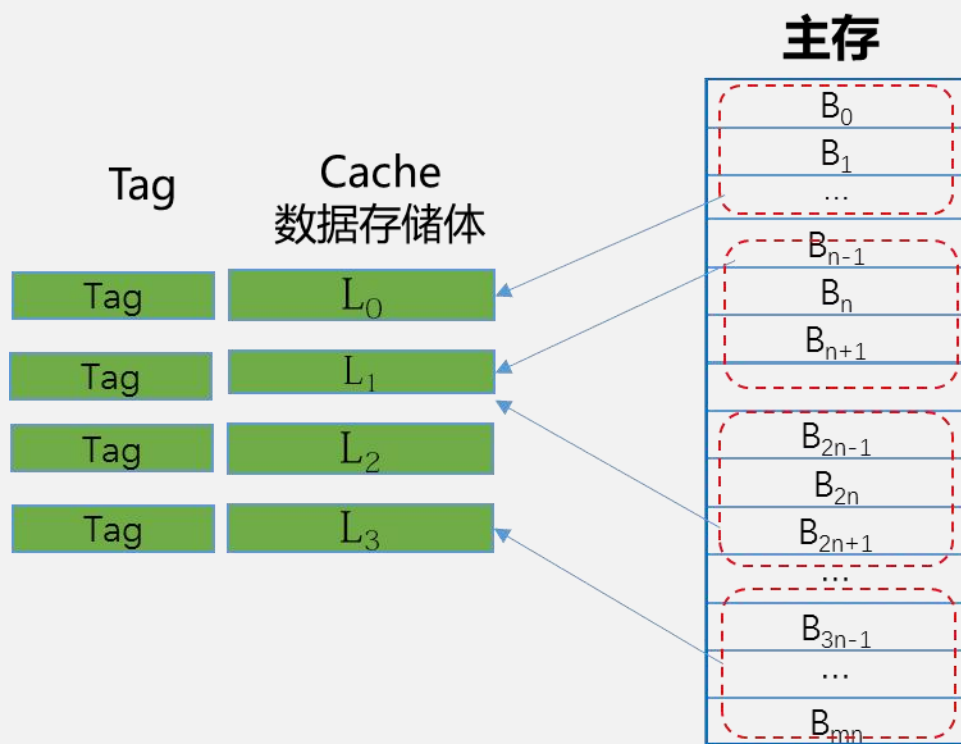 主存
Tag
Cache
数据存储体
Tag L₀
Tag L₁
Tag L₂
Tag L₃
B₀
B₁
...
Bₙ₋₁
Bₙ
Bₙ₊₁
B₂ₙ₋₁
B₂ₙ
B₂ₙ₊₁
...
B₃ₙ₋₁
...
Bₘₙ